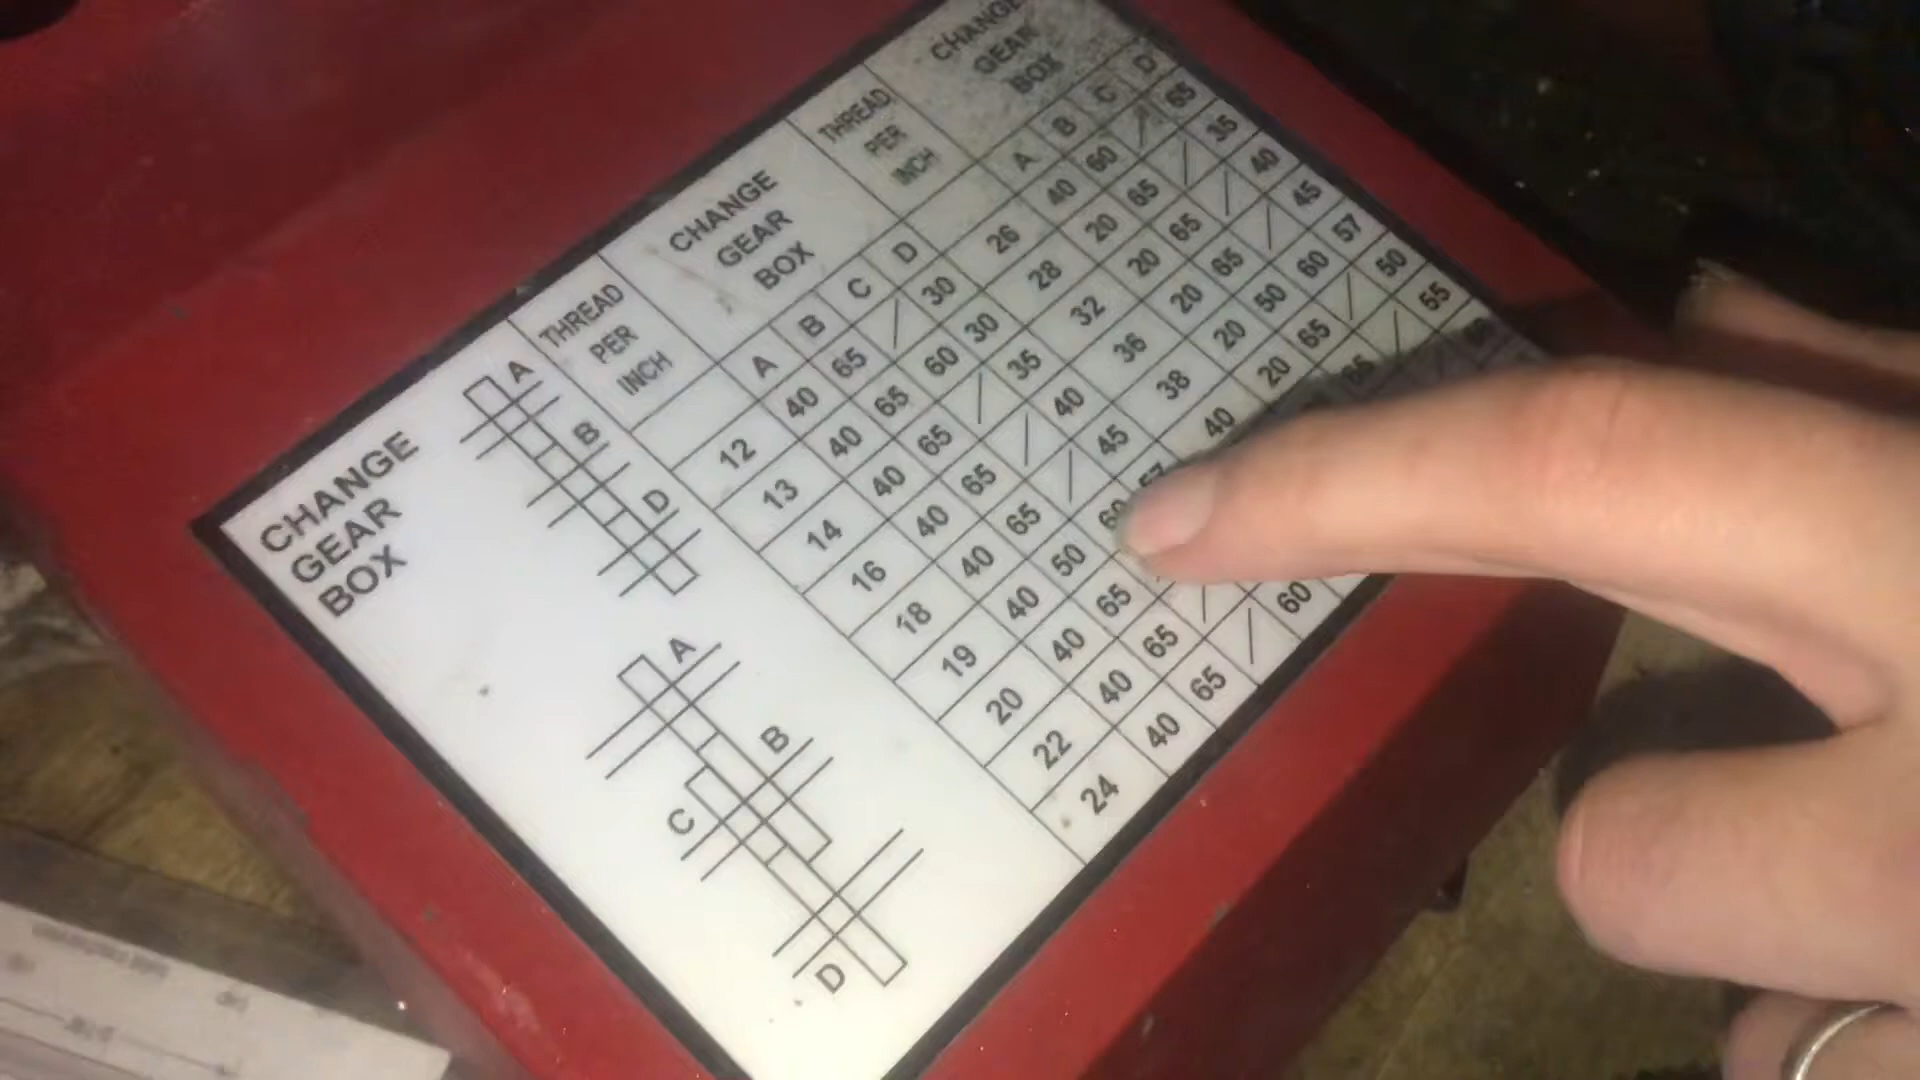 CHANGE
GEAR
BOX
A
B
D
A
B
C
D
THREAD
PER
INCH
CHANGE
GEAR
BOX
THREAD
PER
INCH
CHANGE
GEAR
BOX
A B C D A B C D
12 40 65 / 30 26 40 60 / 65
13 40 65 60 30 28 20 65 / 35
14 40 65 / 35 32 20 65 / 40
16 40 65 / 40 36 20 65 / 45
18 40 65 / 45 38 20 50 60 57
19 40 50 60 57 40 20 65 / 50
20 40 65 / 55
22 40 65 /
24 40 65 / 60